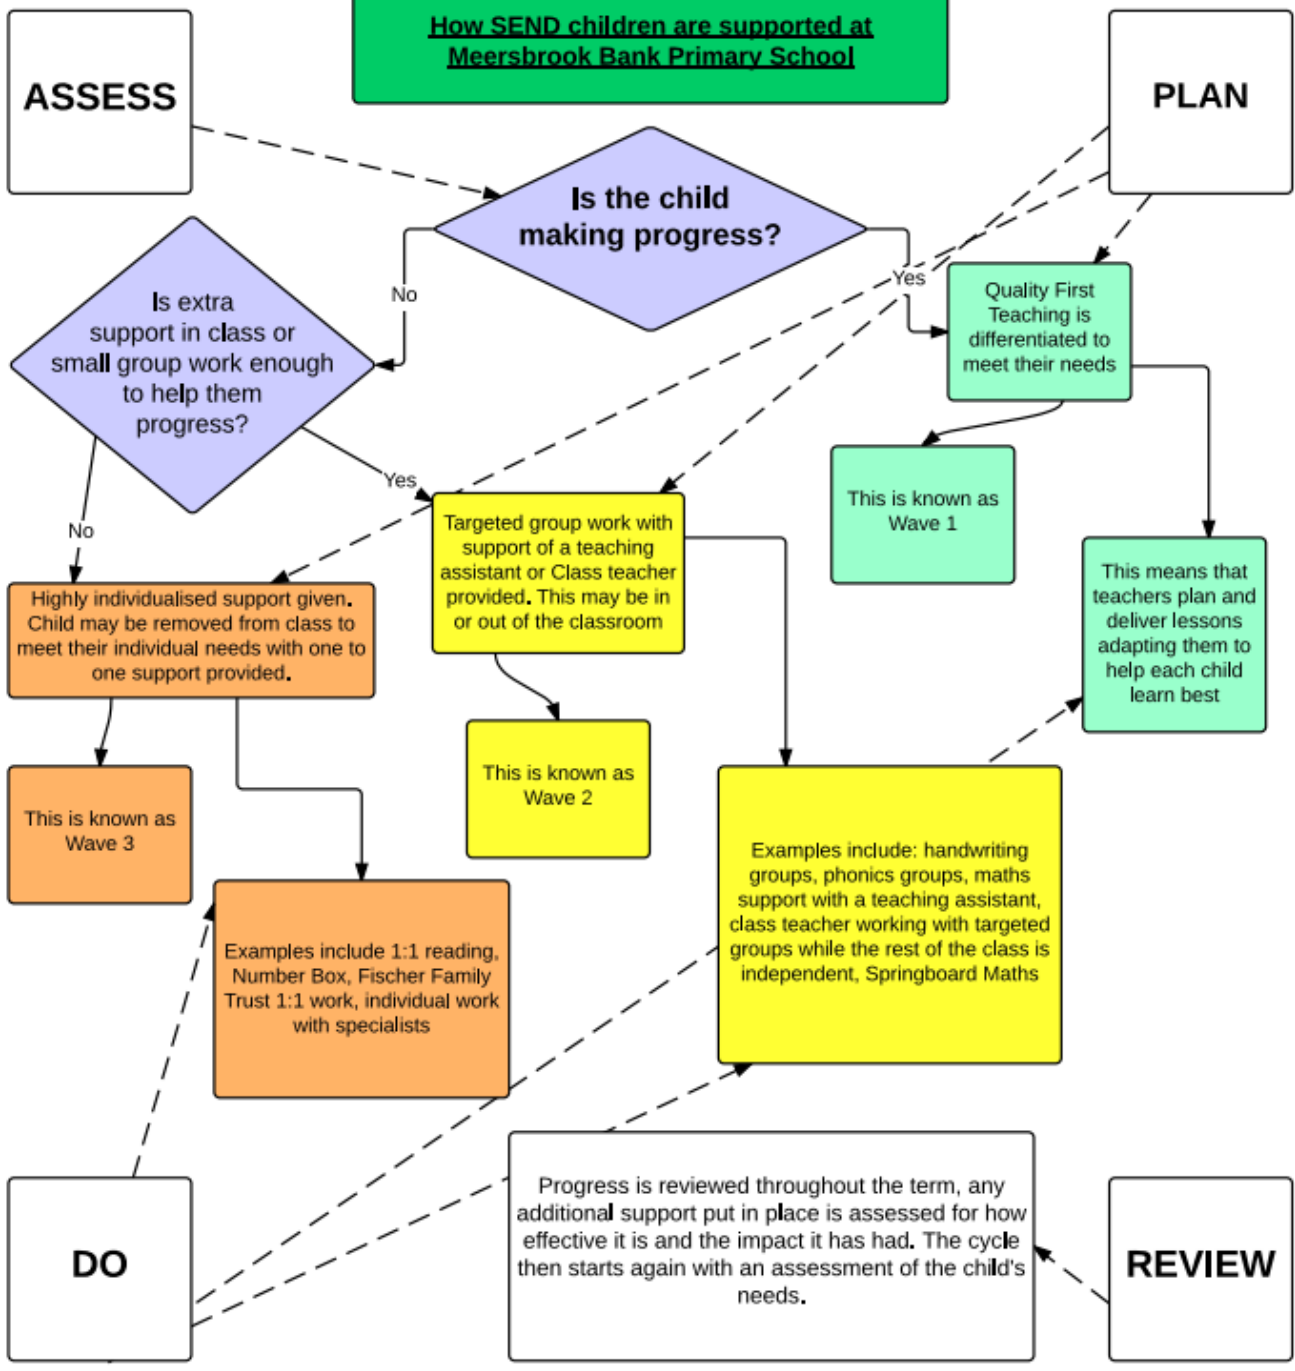 How SEND children are supported at
Meersbrook Bank Primary School
ASSESS
PLAN
Is the child
making progress?
No
Yes
Is extra
support in class or
small group work enough
to help them
progress?
Quality First
Teaching is
differentiated to
meet their needs
No
Yes
This is known as
Wave 1
This means that
teachers plan and
deliver lessons
adapting them to
help each child
learn best
Highly individualised support given.
Child may be removed from class to
meet their individual needs with one to
one support provided.
Targeted group work with
support of a teaching
assistant or Class teacher
provided. This may be in
or out of the classroom
This is known as
Wave 3
This is known as
Wave 2
Examples include 1:1 reading,
Number Box, Fischer Family
Trust 1:1 work, individual work
with specialists
Examples include: handwriting
groups, phonics groups, maths
support with a teaching assistant,
class teacher working with targeted
groups while the rest of the class is
independent, Springboard Maths
DO
Progress is reviewed throughout the term, any
additional support put in place is assessed for how
effective it is and the impact it has had. The cycle
then starts again with an assessment of the child's
needs.
REVIEW